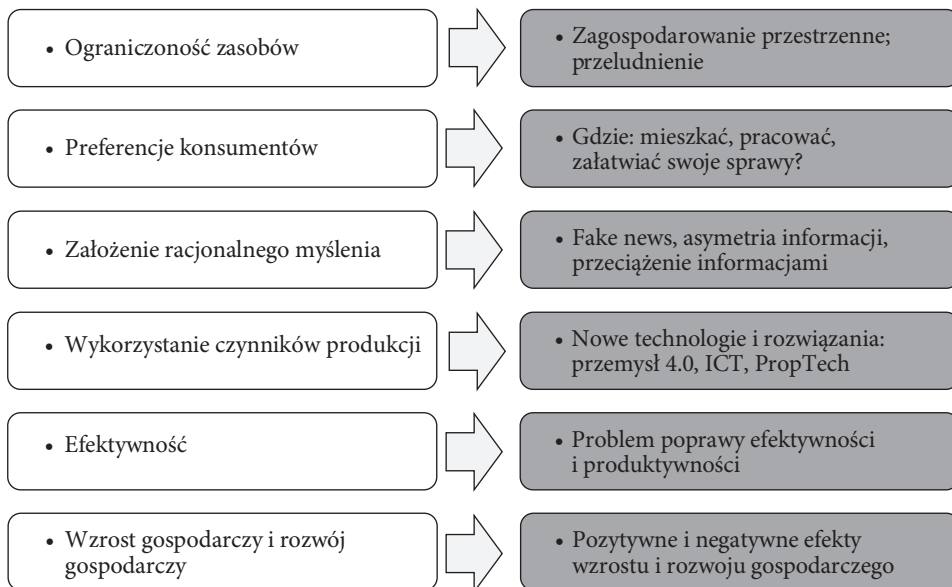 • Ograniczoność zasobów
• Zagospodarowanie przestrzenne;
przeludnienie
• Preferencje konsumentów
• Gdzie: mieszkać, pracować,
załatwiać swoje sprawy?
• Założenie racjonalnego myślenia
• Fake news, asymetria informacji,
przeciążenie informacjami
• Wykorzystanie czynników produkcji
• Nowe technologie i rozwiązania:
przemysł 4.0, ICT, PropTech
• Efektywność
• Problem poprawy efektywności
i produktywności
• Wzrost gospodarczy i rozwój
gospodarczy
• Pozytywne i negatywne efekty
wzrostu i rozwoju gospodarczego